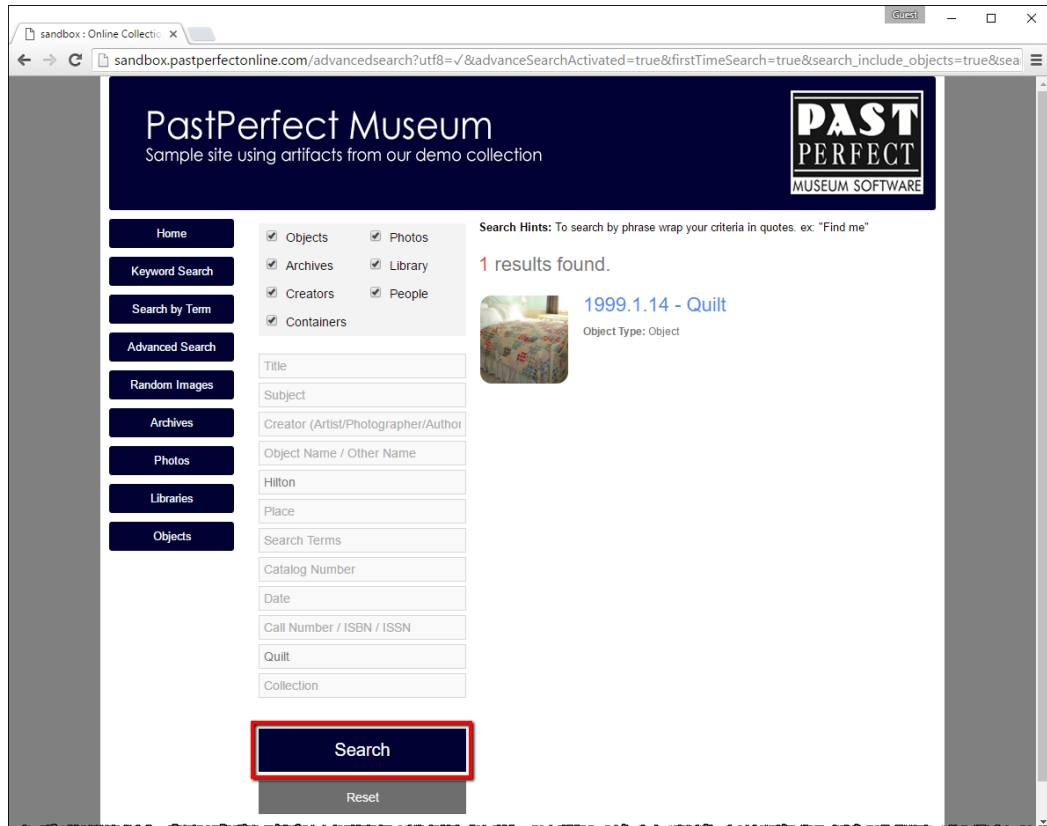 Guest
sandbox : Online Collectio
sandbox.pastperfectonline.com/advancedsearch?utf8=✓&advanceSearchActivated=true&firstTimeSearch=true&search_include_objects=true&sea
PastPerfect Museum
Sample site using artifacts from our demo collection
PAST
PERFECT
MUSEUM SOFTWARE
Home
Keyword Search
Search by Term
Advanced Search
Random Images
Archives
Photos
Libraries
Objects
Objects Photos
Archives Library
Creators People
Containers
Title
Subject
Creator (Artist/Photographer/Author
Object Name / Other Name
Hilton
Place
Search Terms
Catalog Number
Date
Call Number / ISBN / ISSN
Quilt
Collection
Search
Reset
Search Hints: To search by phrase wrap your criteria in quotes. ex: "Find me"
1 results found.
1999.1.14 - Quilt
Object Type: Object